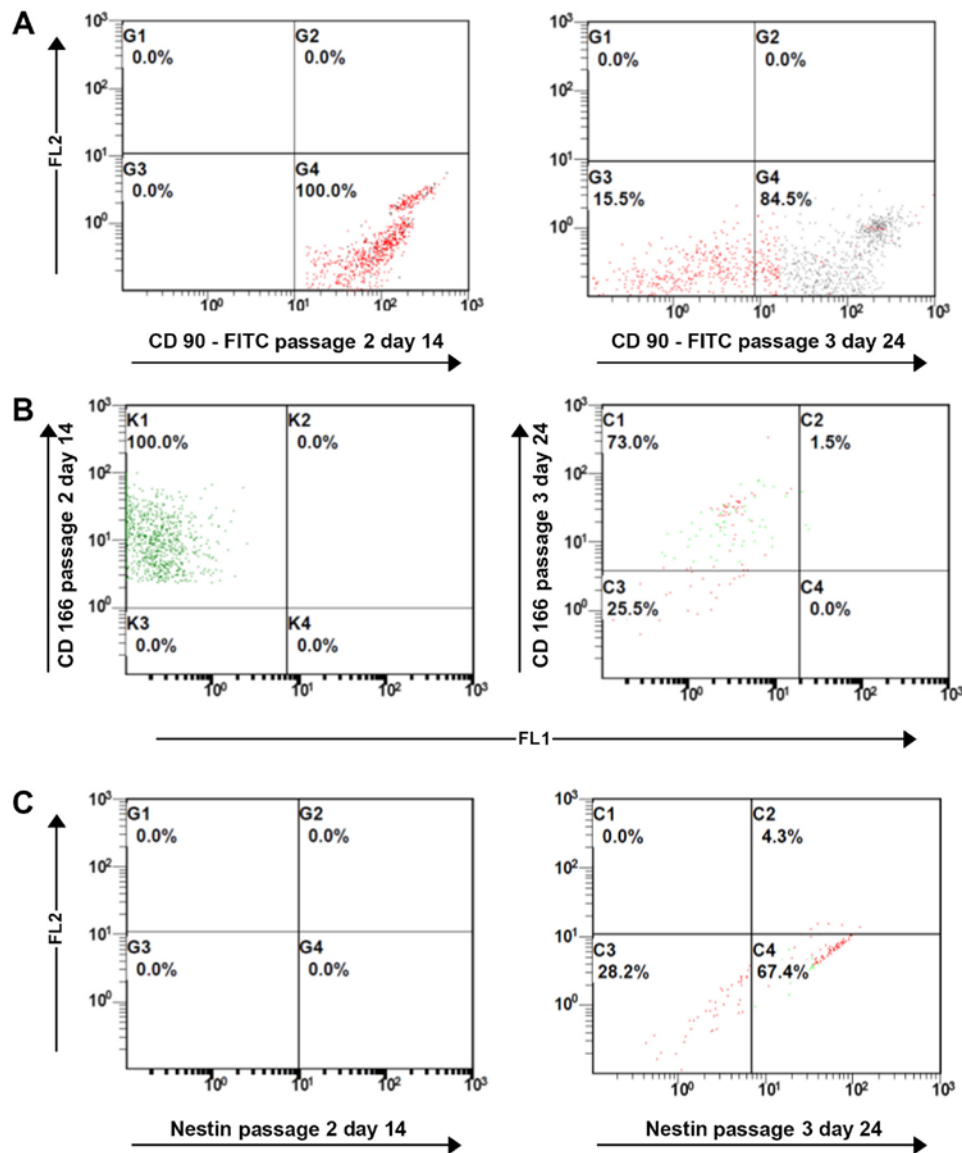 A
FL2
10³
10²
10¹
10⁰
G1
0.0%
G2
0.0%
G3
0.0%
G4
100.0%
10⁰ 10¹ 10² 10³
CD 90 - FITC passage 2 day 14
10³
10²
10¹
10⁰
G1
0.0%
G2
0.0%
G3
15.5%
G4
84.5%
10⁰ 10¹ 10² 10³
CD 90 - FITC passage 3 day 24
B
CD 166 passage 2 day 14
10³
10²
10¹
10⁰
K1
100.0%
K2
0.0%
K3
0.0%
K4
0.0%
10⁰ 10¹ 10² 10³
CD 166 passage 3 day 24
10³
10²
10¹
10⁰
C1
73.0%
C2
1.5%
C3
25.5%
C4
0.0%
10⁰ 10¹ 10² 10³
FL1
C
FL2
10³
10²
10¹
10⁰
G1
0.0%
G2
0.0%
G3
0.0%
G4
0.0%
10⁰ 10¹ 10² 10³
Nestin passage 2 day 14
10³
10²
10¹
10⁰
C1
0.0%
C2
4.3%
C3
28.2%
C4
67.4%
10⁰ 10¹ 10² 10³
Nestin passage 3 day 24